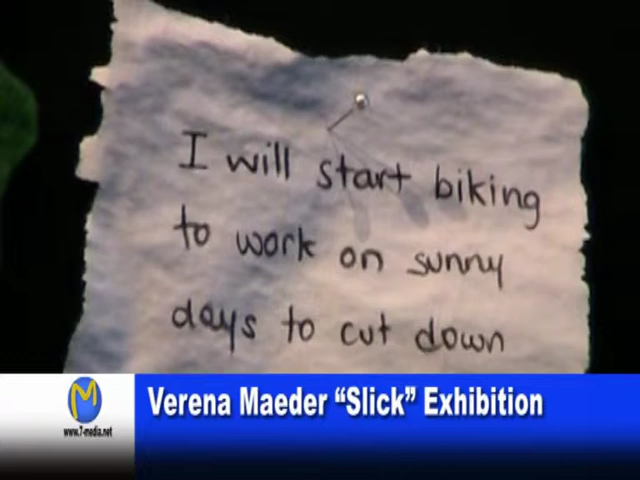 I will start biking
to work on sunny
days to cut down
Verena Maeder “Slick” Exhibition
M
www.7-media.net